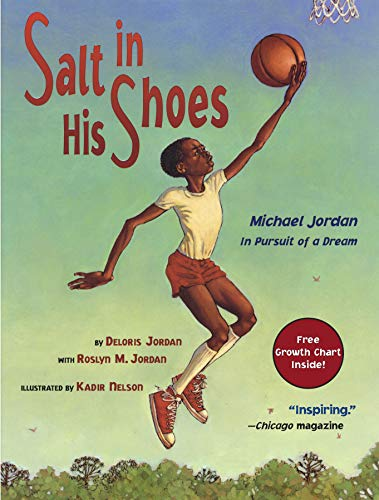 Salt in
His Shoes
Michael Jordan
In Pursuit of a Dream
BY DELORIS JORDAN
WITH ROSLYN M. JORDAN
ILLUSTRATED BY KADIR NELSON
Free
Growth Chart
Inside!
“Inspiring.”
—Chicago magazine